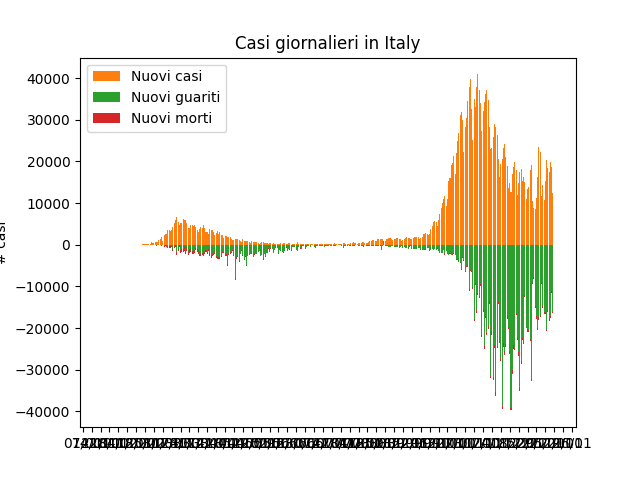 Casi giornalieri in Italy
Nuovi casi
Nuovi guariti
Nuovi morti
40000
30000
20000
10000
0
−10000
−20000
−30000
−40000
# casi